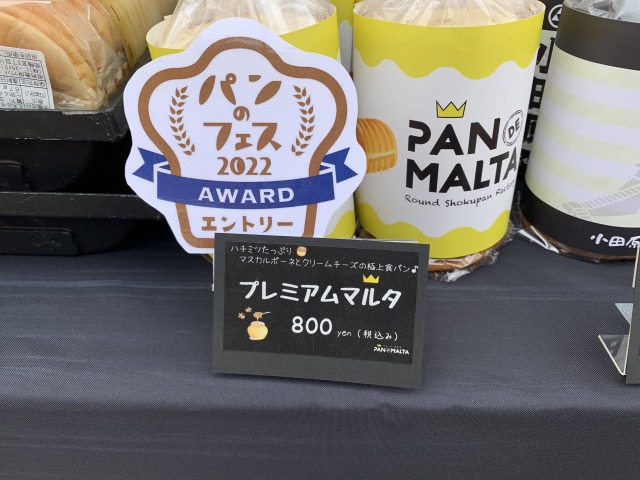 パン
の
フェス
2022
AWARD
エントリー
PAN DE
MALTA
Round Shokupan
小田原
ハチミツたっぷり
マスカルポーネとクリームチーズの極上食パン♪
プレミアムマルタ
800 yen (税込み)
PAN DE MALTA